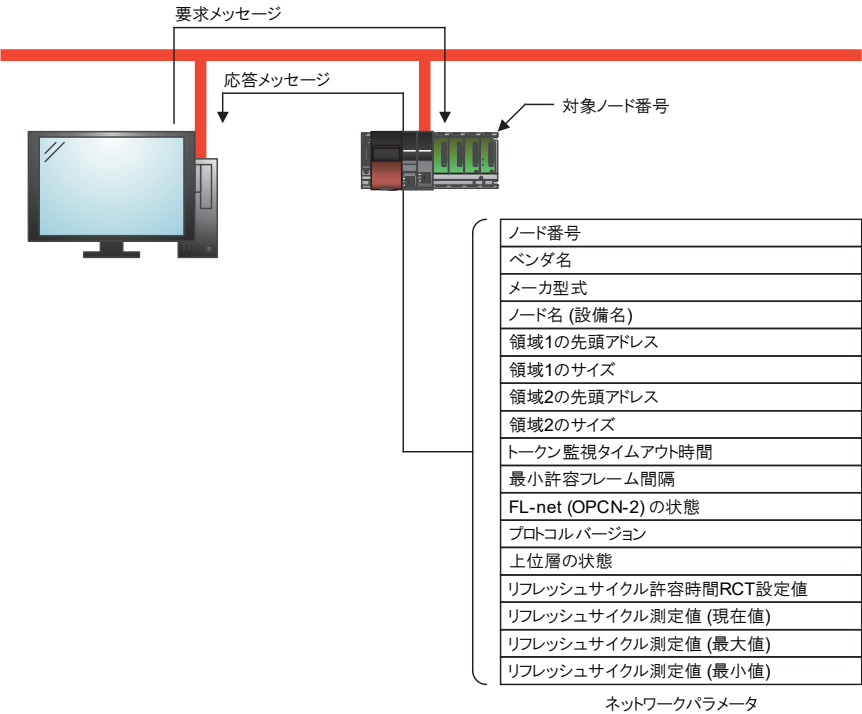 要求メッセージ
応答メッセージ
対象ノード番号
ノード番号
ベンダ名
メーカ型式
ノード名 (設備名)
領域1の先頭アドレス
領域1のサイズ
領域2の先頭アドレス
領域2のサイズ
トークン監視タイムアウト時間
最小許容フレーム間隔
FL-net (OPCN-2) の状態
プロトコルバージョン
上位層の状態
リフレッシュサイクル許容時間RCT設定値
リフレッシュサイクル測定値 (現在値)
リフレッシュサイクル測定値 (最大値)
リフレッシュサイクル測定値 (最小値)
ネットワークパラメータ